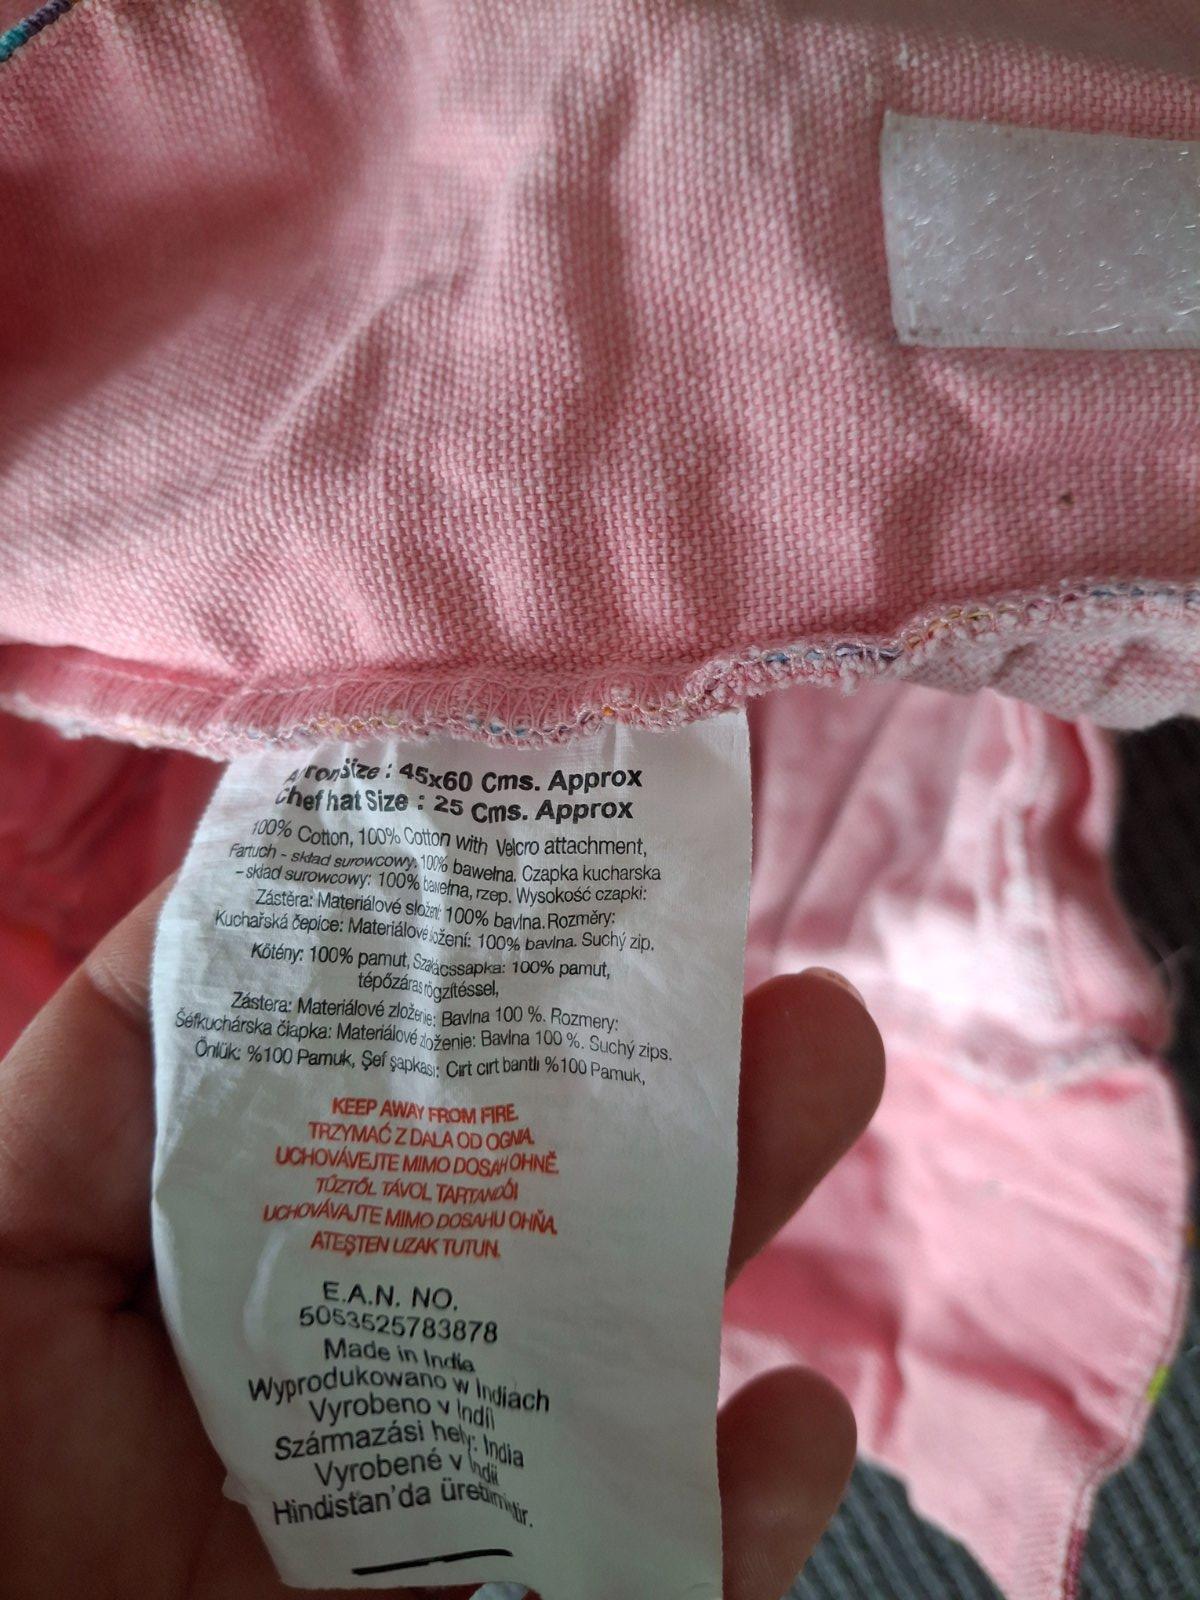 Apron Size : 45x60 Cms. Approx
Chef hat Size : 25 Cms. Approx
100% Cotton, 100% Cotton with Velcro attachment,
Fartuch - skład surowcowy: 100% bawełna. Czapka kucharska
- skład surowcowy: 100% bawełna, rzep. Wysokość czapki:
Zástěra: Materiálové složení: 100% bavlna. Rozměry:
Kuchařská čepice: Materiálové složení: 100% bavlna. Suchý zip.
Kötény: 100% pamut, Szakácssapka: 100% pamut,
tépőzáras rögzítéssel,
Zástera: Materiálové zloženie: Bavlna 100 %. Rozmery:
Šéfkuchárska čiapka: Materiálové zloženie: Bavlna 100 %. Suchý zips.
Önlük: %100 Pamuk, Şef şapkası: Cırt cırt bantlı %100 Pamuk,
KEEP AWAY FROM FIRE.
TRZYMAĆ Z DALA OD OGNIA.
UCHOVÁVEJTE MIMO DOSAH OHNĚ.
TŰZTŐL TÁVOL TARTANDÓ!
UCHOVÁVAJTE MIMO DOSAHU OHŇA.
ATEŞTEN UZAK TUTUN.
E.A.N. NO.
5053525783878
Made in India
Wyprodukowano w Indiach
Vyrobeno v Indii
Származási hely: India
Vyrobené v Indii
Hindistan'da üretilmiştir.